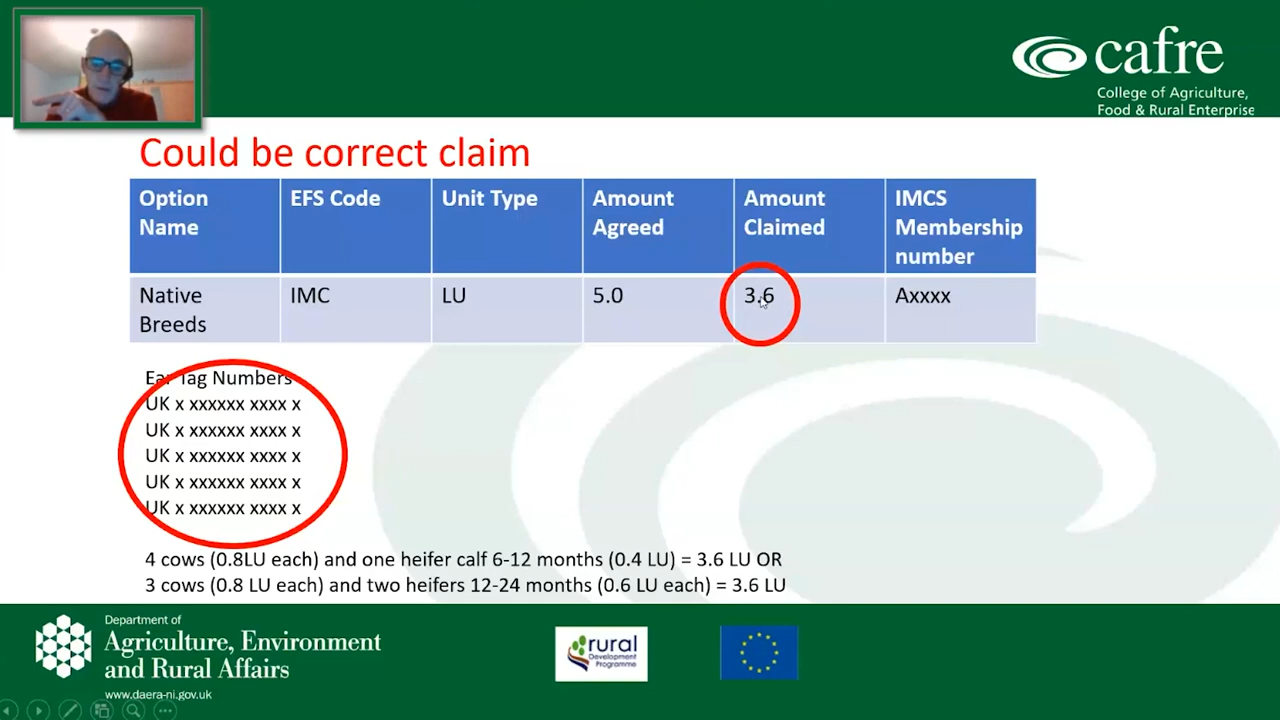 cafre
College of Agriculture,
Food & Rural Enterprise
Could be correct claim
Option Name
EFS Code
Unit Type
Amount Agreed
Amount Claimed
IMCS Membership number
Native Breeds
IMC
LU
5.0
3.6
Axxxx
Ear Tag Numbers
UK x xxxxxx xxxx x
UK x xxxxxx xxxx x
UK x xxxxxx xxxx x
UK x xxxxxx xxxx x
UK x xxxxxx xxxx x
4 cows (0.8LU each) and one heifer calf 6-12 months (0.4 LU) = 3.6 LU OR
3 cows (0.8 LU each) and two heifers 12-24 months (0.6 LU each) = 3.6 LU
Department of
Agriculture, Environment
and Rural Affairs
www.daera-ni.gov.uk
rural
Development
Programme